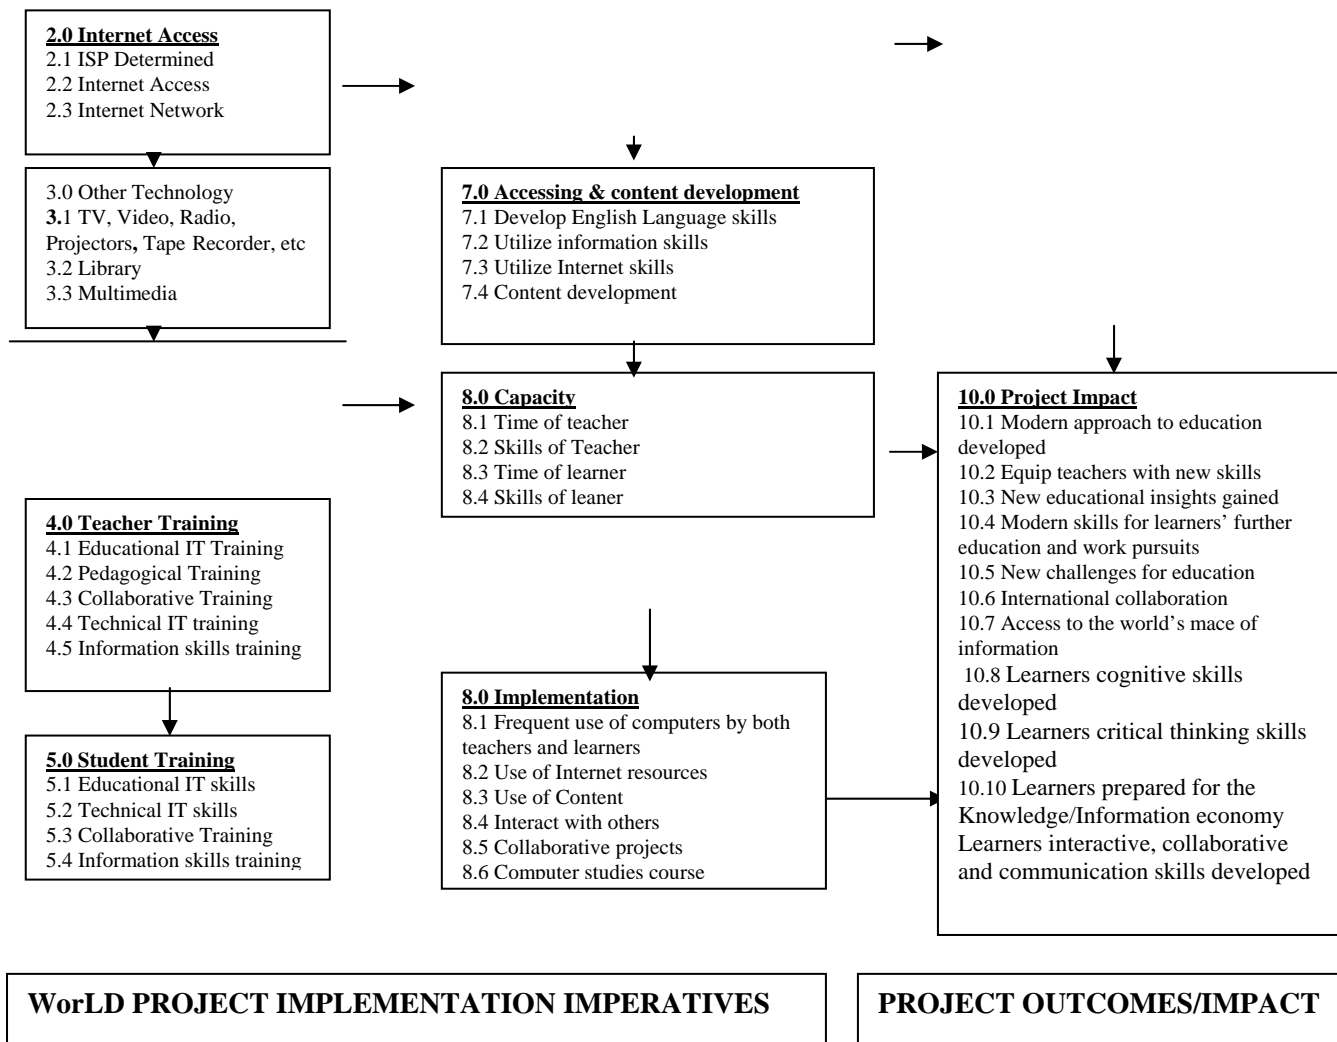 2.0 Internet Access
2.1 ISP Determined
2.2 Internet Access
2.3 Internet Network
3.0 Other Technology
3.1 TV, Video, Radio,
Projectors, Tape Recorder, etc
3.2 Library
3.3 Multimedia
4.0 Teacher Training
4.1 Educational IT Training
4.2 Pedagogical Training
4.3 Collaborative Training
4.4 Technical IT training
4.5 Information skills training
5.0 Student Training
5.1 Educational IT skills
5.2 Technical IT skills
5.3 Collaborative Training
5.4 Information skills training
7.0 Accessing & content development
7.1 Develop English Language skills
7.2 Utilize information skills
7.3 Utilize Internet skills
7.4 Content development
8.0 Capacity
8.1 Time of teacher
8.2 Skills of Teacher
8.3 Time of learner
8.4 Skills of leaner
8.0 Implementation
8.1 Frequent use of computers by both
teachers and learners
8.2 Use of Internet resources
8.3 Use of Content
8.4 Interact with others
8.5 Collaborative projects
8.6 Computer studies course
10.0 Project Impact
10.1 Modern approach to education
developed
10.2 Equip teachers with new skills
10.3 New educational insights gained
10.4 Modern skills for learners' further
education and work pursuits
10.5 New challenges for education
10.6 International collaboration
10.7 Access to the world's mace of
information
10.8 Learners cognitive skills
developed
10.9 Learners critical thinking skills
developed
10.10 Learners prepared for the
Knowledge/Information economy
Learners interactive, collaborative
and communication skills developed
WorLD PROJECT IMPLEMENTATION IMPERATIVES
PROJECT OUTCOMES/IMPACT